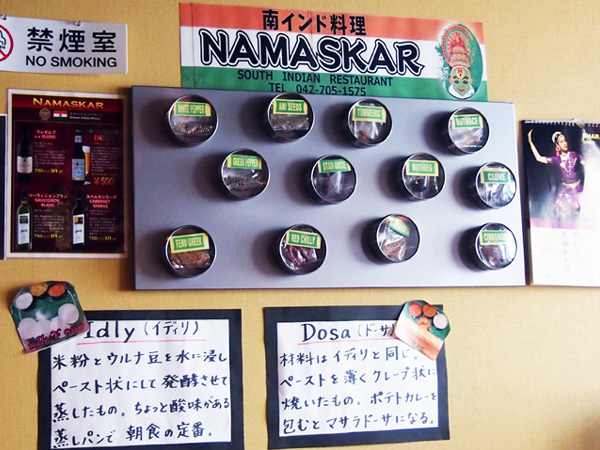 禁煙室
NO SMOKING
南インド料理
NAMASKAR
SOUTH INDIAN RESTAURANT
TEL 042-705-1575
NAMASKAR
SAUVIGNON
BLANC
CABERNET
SHIRAZ
¥500
WHITE PEPPER
ANI SEEDS
TURMERIC
NUTMACE
GREEN PEPPER
STAR ANISE
NUTMEG
CLOVE
FENU GREEK
RED CHILLY
CINNAMON
Idly (イディリ)
米粉とウルナ豆を水に浸し
ペースト状にして発酵させて
蒸したもの。ちょっと酸味がある
蒸しパンで朝食の定番。
Dosa (ドーサ)
材料はイディリと同じ。
ペーストを薄くクレープ状に
焼いたもの。ポテトカレーを
包むとマサラドーサになる。